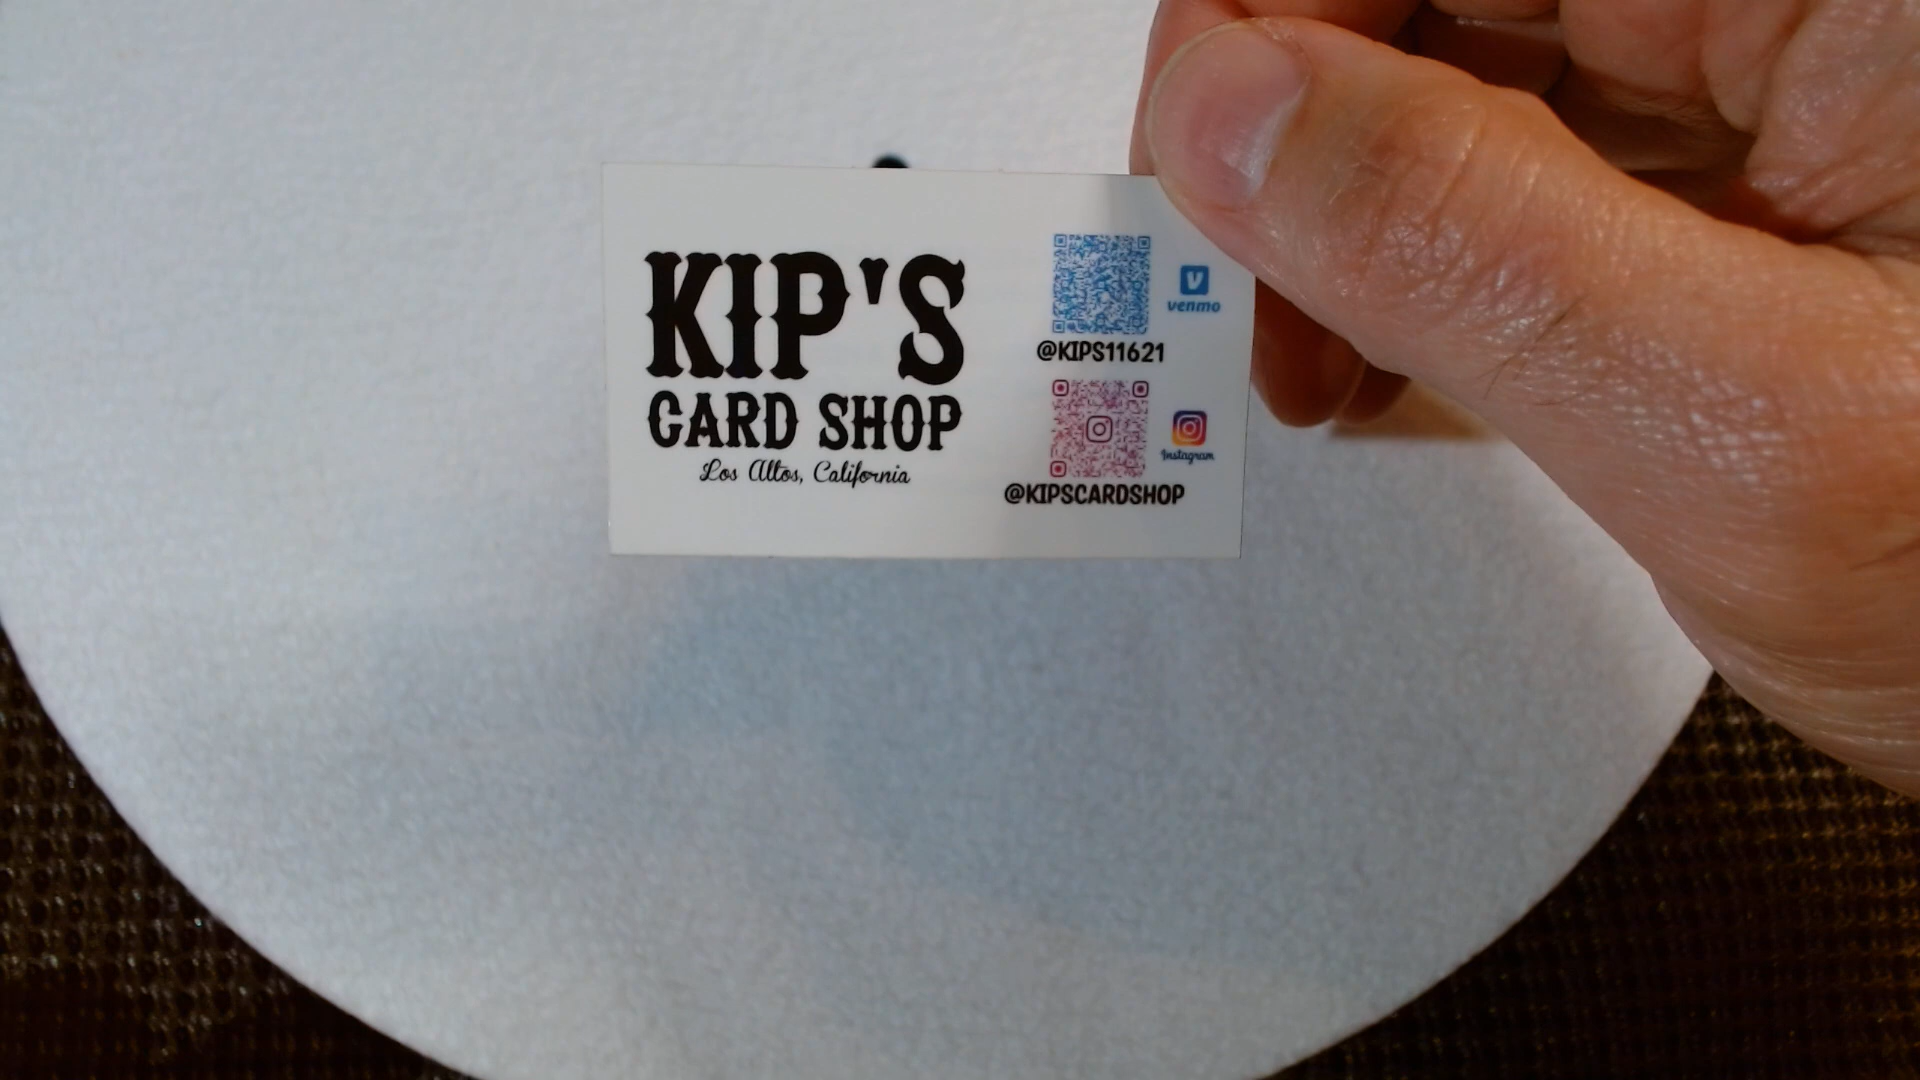 KIP'S
CARD SHOP
Los Altos, California
venmo
@KIPS11621
Instagram
@KIPSCARDSHOP